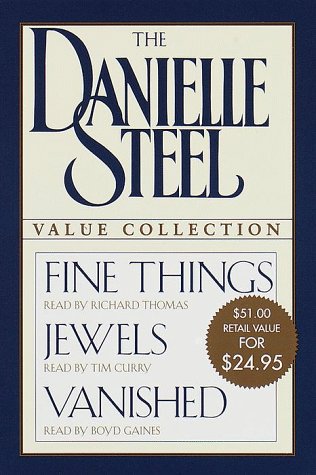 THE
DANIELLE
STEEL
VALUE COLLECTION
FINE THINGS
READ BY RICHARD THOMAS
JEWELS
READ BY TIM CURRY
VANISHED
READ BY BOYD GAINES
$51.00
RETAIL VALUE
FOR
$24.95